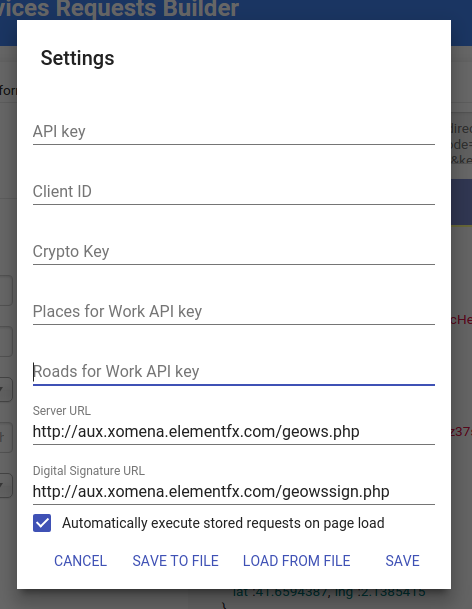 vices Requests Builder
Settings
API key
Client ID
Crypto Key
Places for Work API key
Roads for Work API key
Server URL
http://aux.xomena.elementfx.com/geows.php
Digital Signature URL
http://aux.xomena.elementfx.com/geowssign.php
Automatically execute stored requests on page load
CANCEL SAVE TO FILE LOAD FROM FILE SAVE
lat :41.6594387, lng :2.1385415